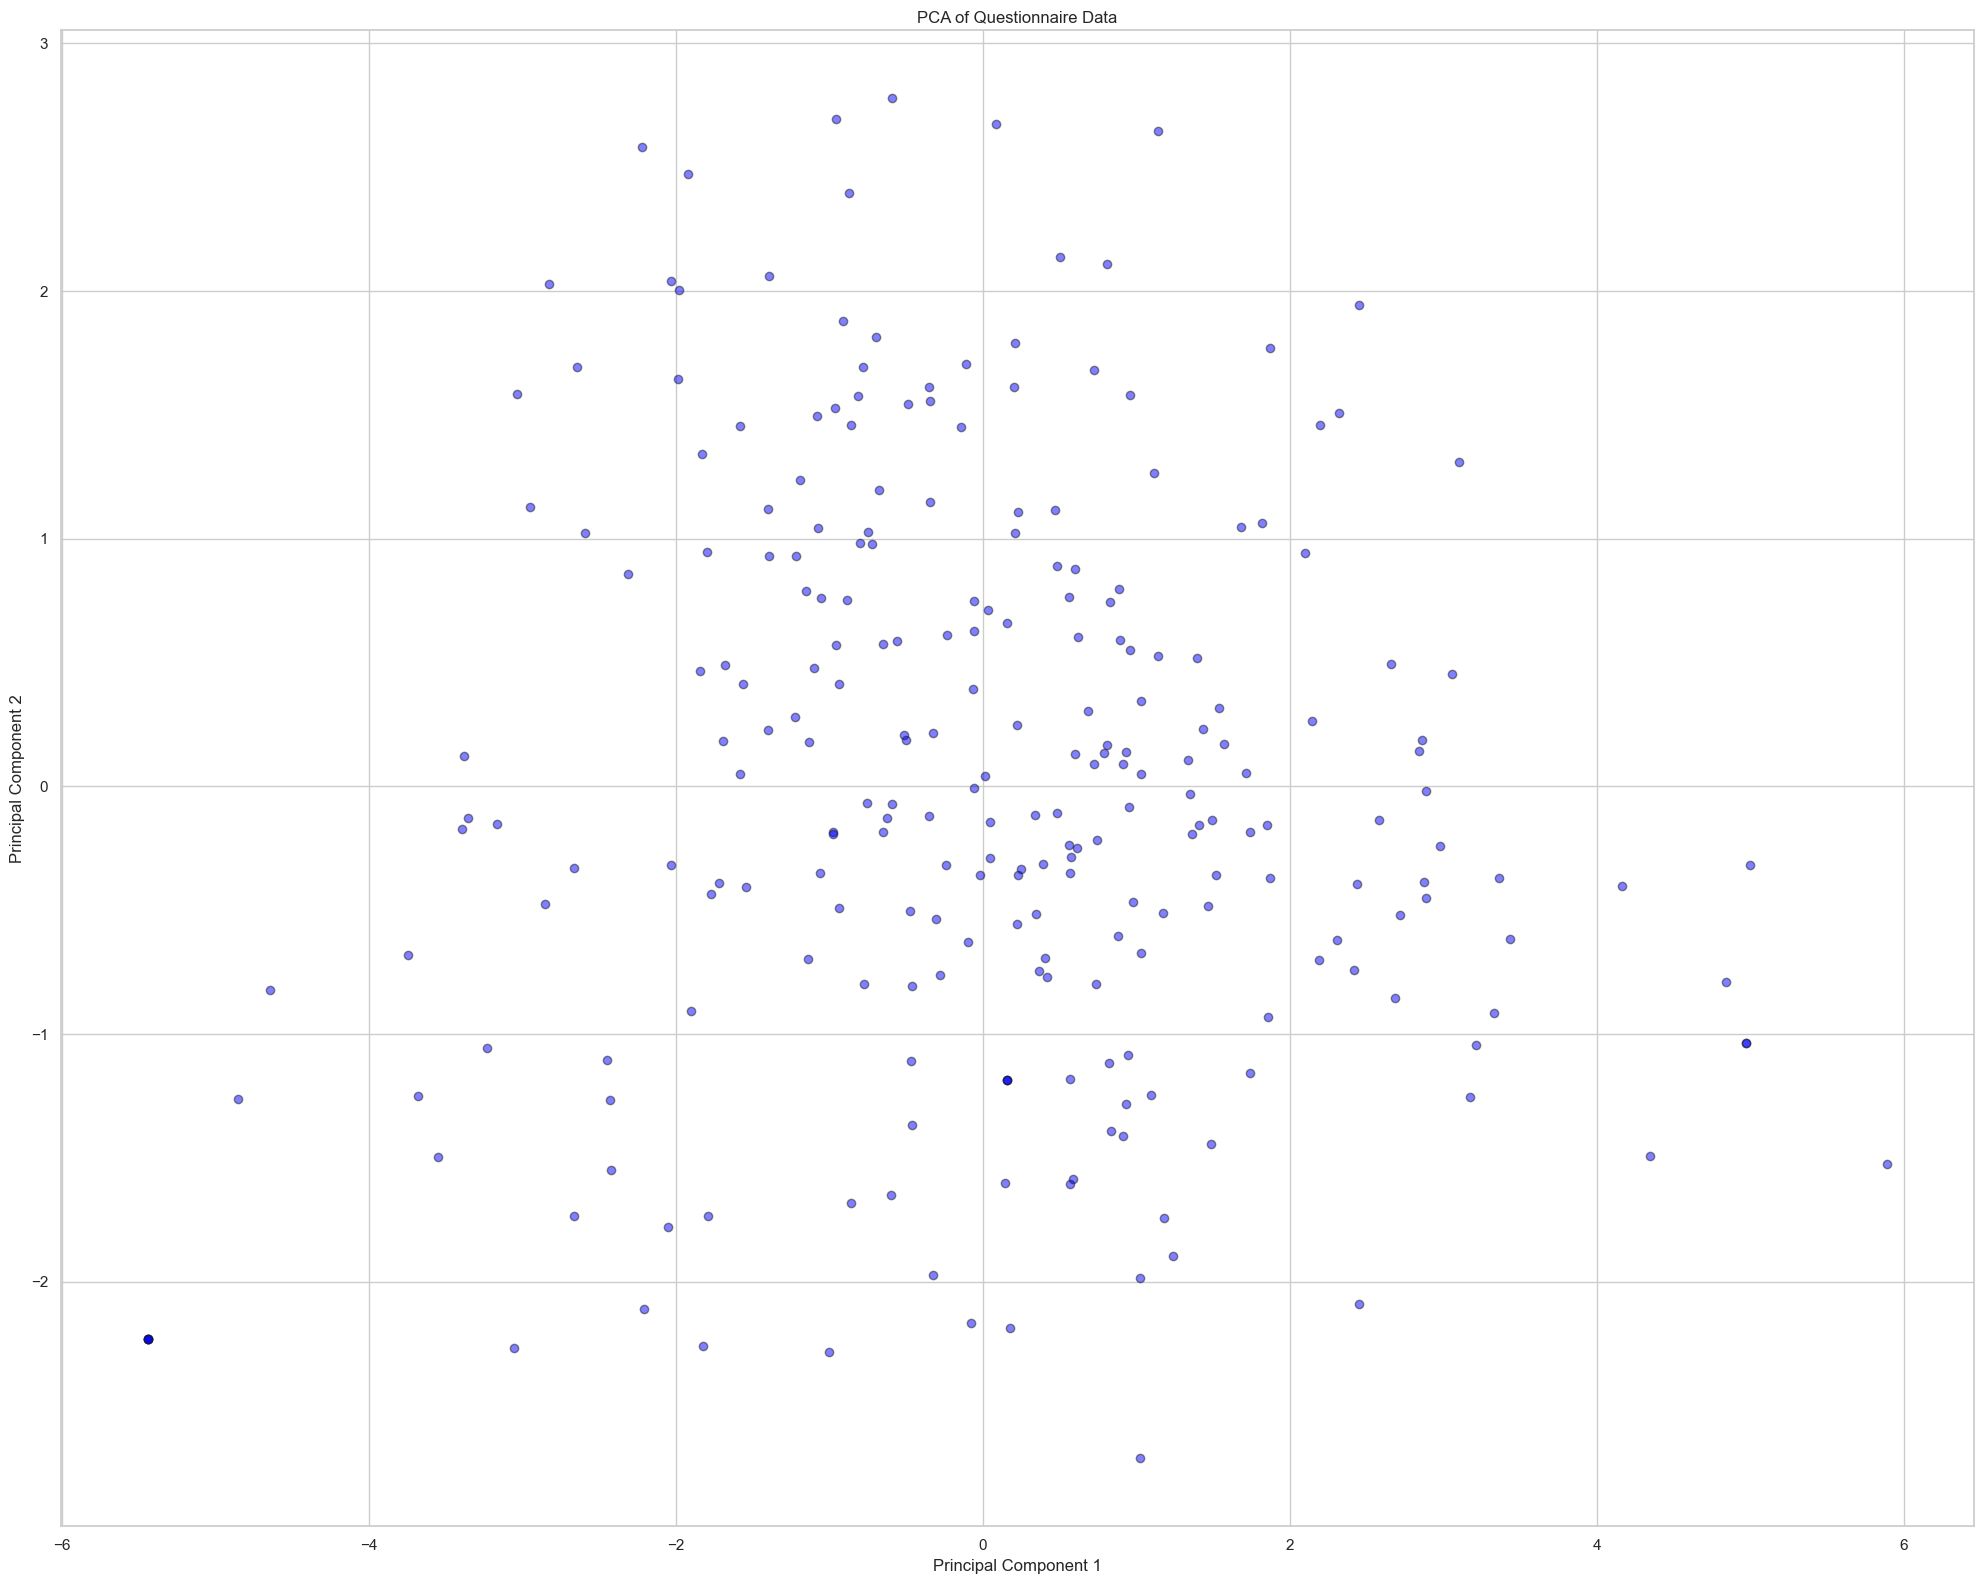 PCA of Questionnaire Data
3
2
1
0
−1
−2
Principal Component 2
−6 −4 −2 0 2 4 6
Principal Component 1